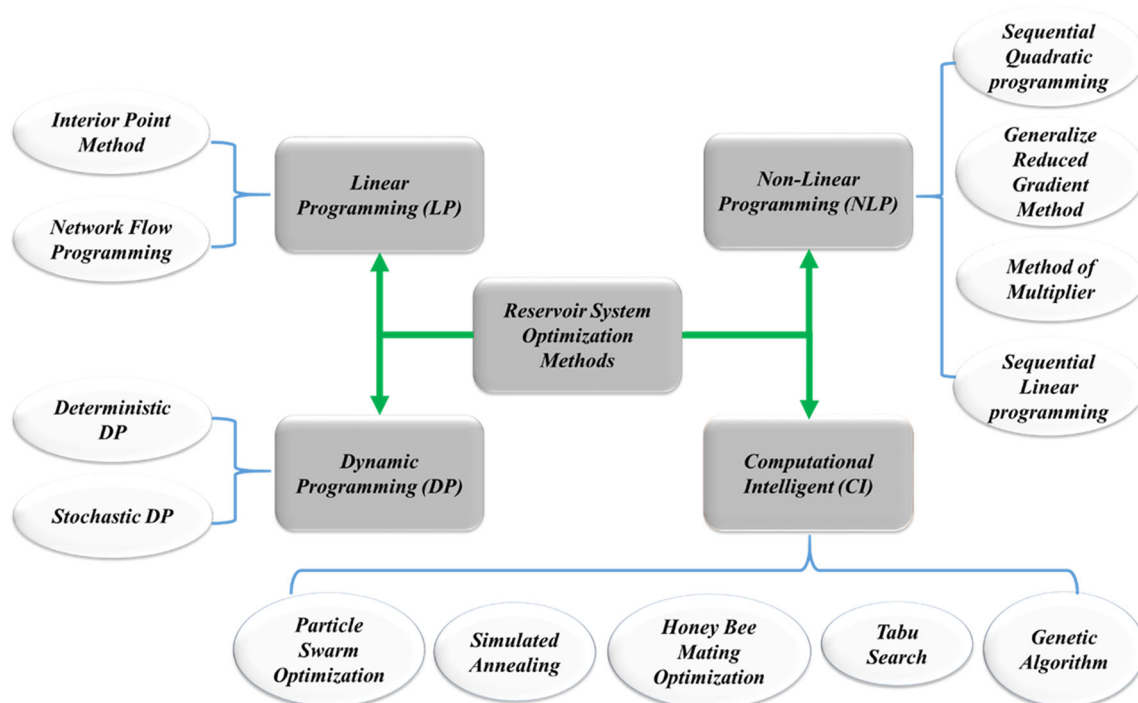 Interior Point
Method
Network Flow
Programming
Linear
Programming (LP)
Non-Linear
Programming (NLP)
Sequential
Quadratic
programming
Generalize
Reduced
Gradient
Method
Method of
Multiplier
Sequential
Linear
programming
Reservoir System
Optimization
Methods
Deterministic
DP
Stochastic DP
Dynamic
Programming (DP)
Computational
Intelligent (CI)
Particle
Swarm
Optimization
Simulated
Annealing
Honey Bee
Mating
Optimization
Tabu
Search
Genetic
Algorithm